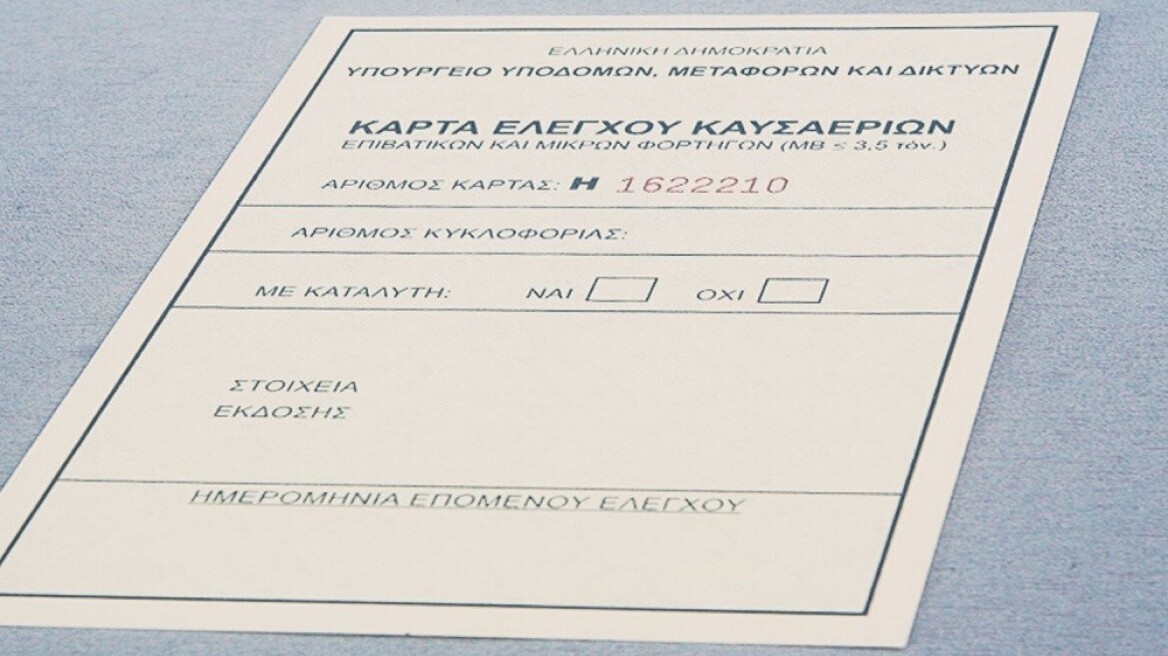 ΕΛΛΗΝΙΚΗ ΔΗΜΟΚΡΑΤΙΑ
ΥΠΟΥΡΓΕΙΟ ΥΠΟΔΟΜΩΝ, ΜΕΤΑΦΟΡΩΝ ΚΑΙ ΔΙΚΤΥΩΝ
ΚΑΡΤΑ ΕΛΕΓΧΟΥ ΚΑΥΣΑΕΡΙΩΝ
ΕΠΙΒΑΤΙΚΩΝ ΚΑΙ ΜΙΚΡΩΝ ΦΟΡΤΗΓΩΝ (ΜΒ ≤ 3,5 τόν.)
ΑΡΙΘΜΟΣ ΚΑΡΤΑΣ: Η 1622210
ΑΡΙΘΜΟΣ ΚΥΚΛΟΦΟΡΙΑΣ:
ΜΕ ΚΑΤΑΛΥΤΗ: ΝΑΙ ΟΧΙ
ΣΤΟΙΧΕΙΑ
ΕΚΔΟΣΗΣ
ΗΜΕΡΟΜΗΝΙΑ ΕΠΟΜΕΝΟΥ ΕΛΕΓΧΟΥ